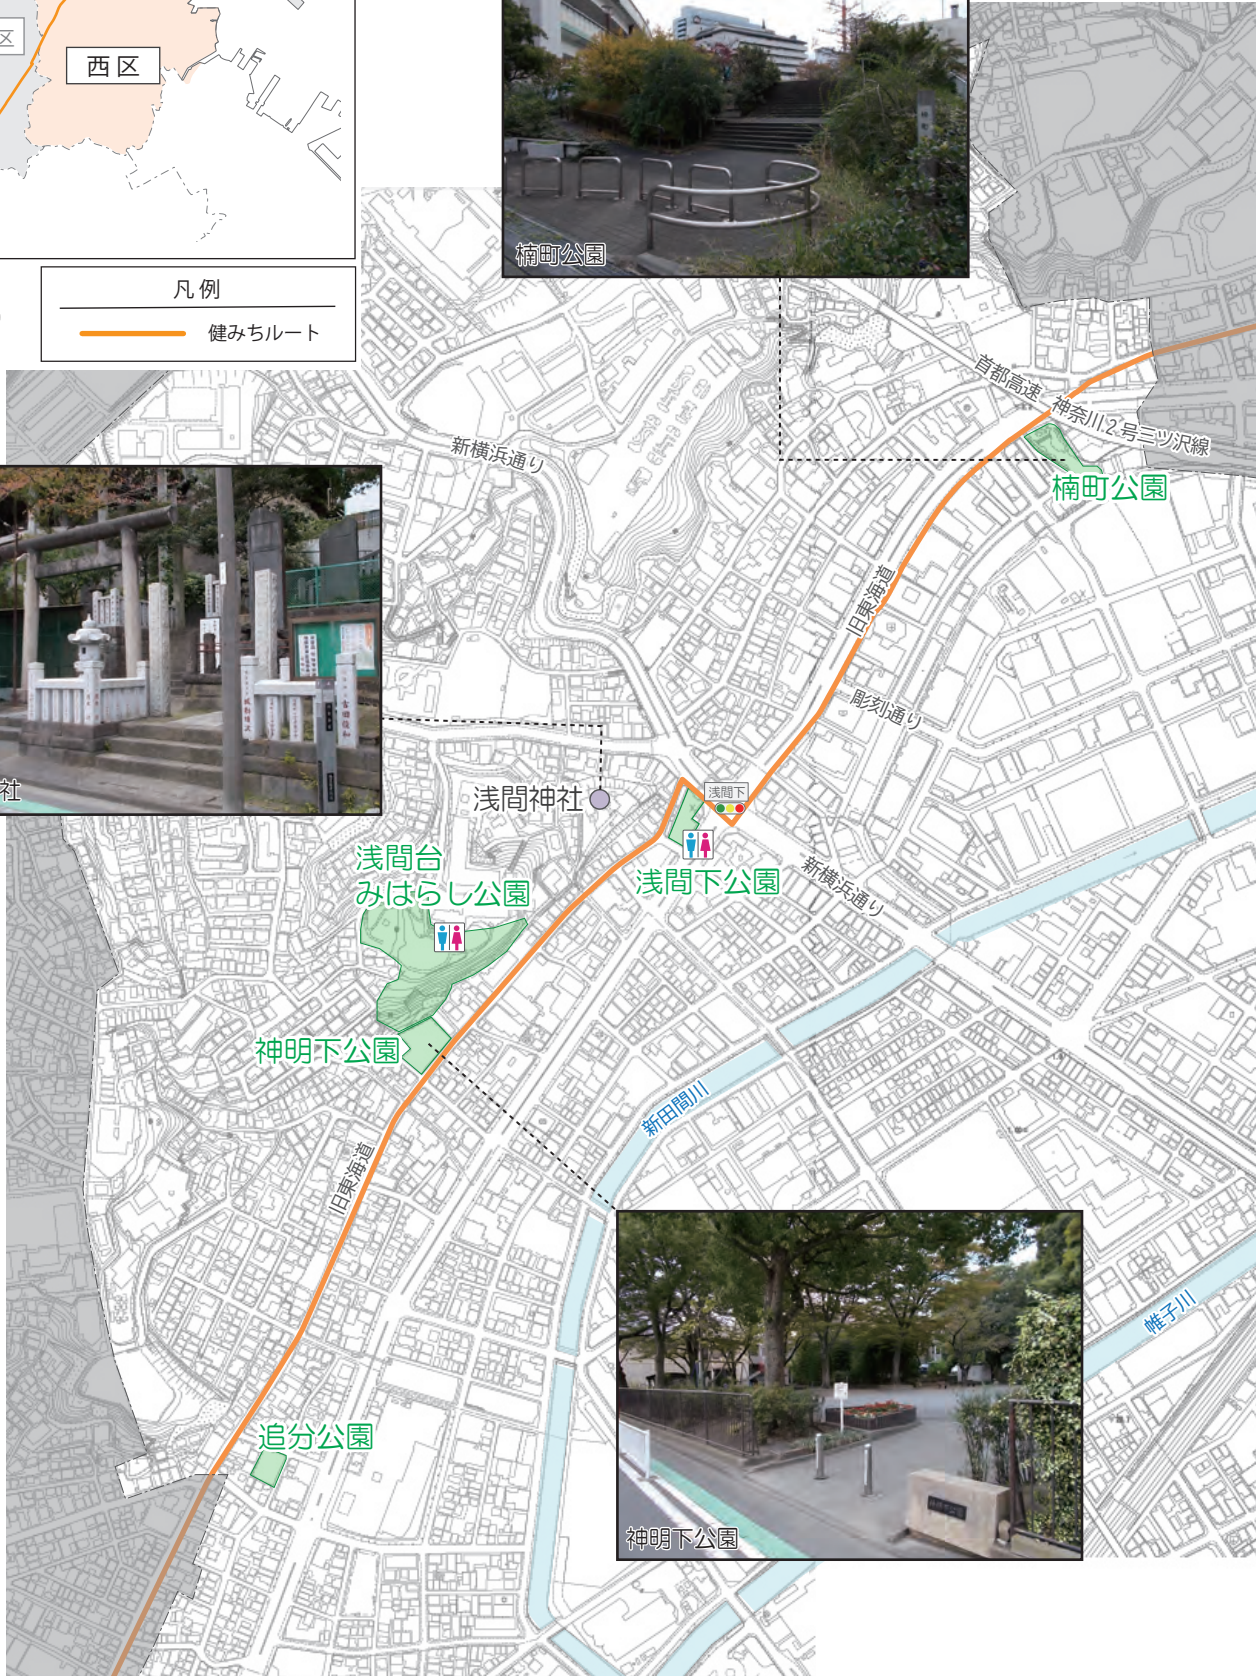 区
西区
凡例
健みちルート
楠町公園
首都高速 神奈川2号三ツ沢線
新横浜通り
楠町公園
旧東海道
彫刻通り
社
浅間神社
浅間下
浅間台
みはらし公園
浅間下公園
新横浜通り
神明下公園
新田間川
旧東海道
帷子川
追分公園
神明下公園